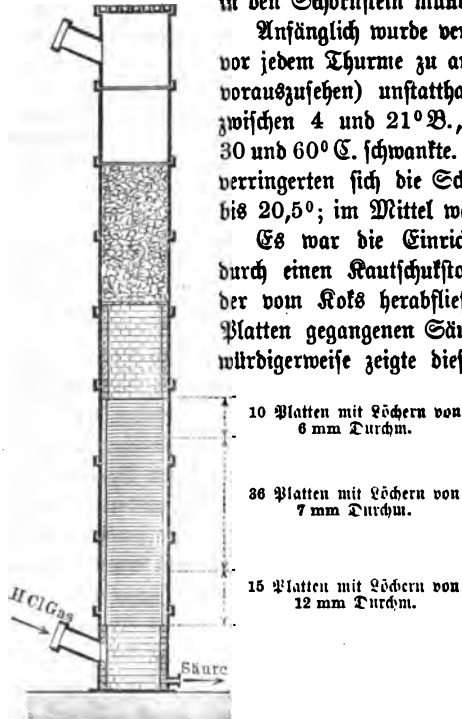 in den Schornstein
Anfänglich wurde ver
vor jedem Thurme zu a
vorauszusehen) unstattha
zwischen 4 und 21° B.,
30 und 60° C. schwankte.
verringerten sich die Sch
bis 20,5°; im Mittel w
Es war die Einric
durch einen Kautschuksto
der vom Koks herabflie
Platten gegangenen Säu
würdigerweise zeigte dies
10 Platten mit Löchern von
6 mm Durchm.
36 Platten mit Löchern von
7 mm Durchm.
15 Platten mit Löchern von
12 mm Durchm.
HCl Gas
Säure